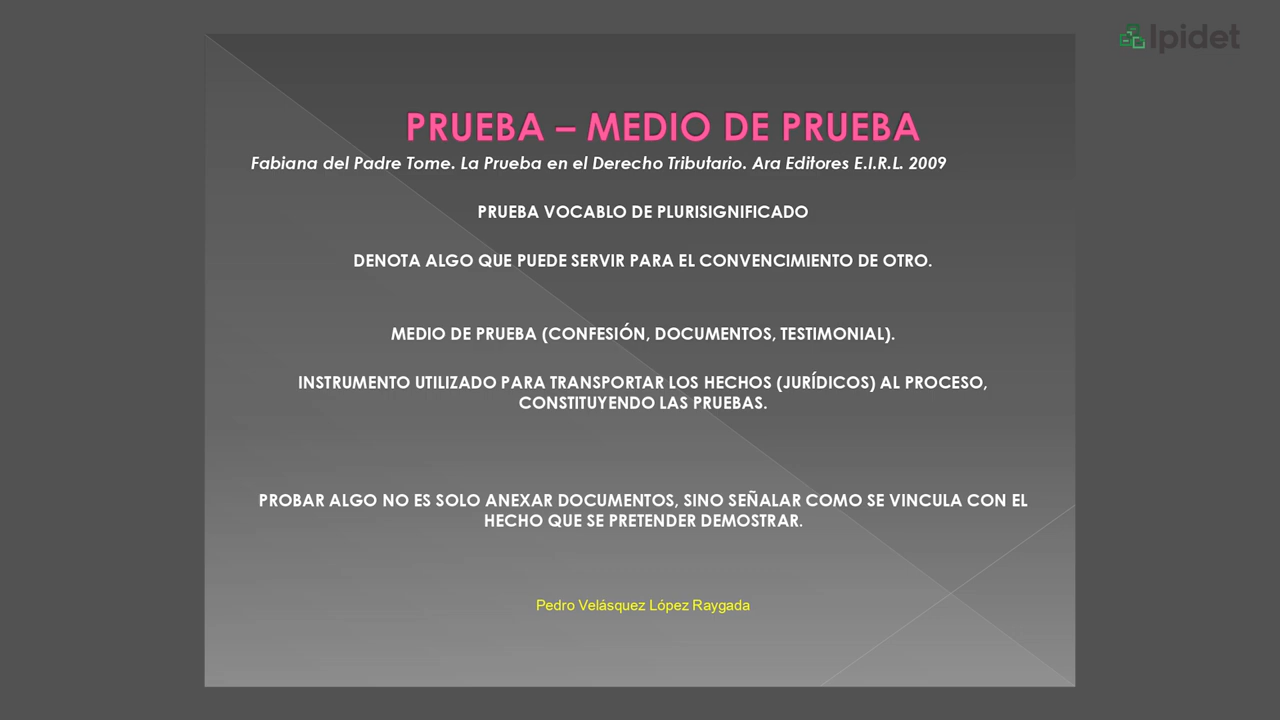 Ipidet
PRUEBA – MEDIO DE PRUEBA
Fabiana del Padre Tome. La Prueba en el Derecho Tributario. Ara Editores E.I.R.L. 2009
PRUEBA VOCABLO DE PLURISIGNIFICADO
DENOTA ALGO QUE PUEDE SERVIR PARA EL CONVENCIMIENTO DE OTRO.
MEDIO DE PRUEBA (CONFESIÓN, DOCUMENTOS, TESTIMONIAL).
INSTRUMENTO UTILIZADO PARA TRANSPORTAR LOS HECHOS (JURÍDICOS) AL PROCESO,
CONSTITUYENDO LAS PRUEBAS.
PROBAR ALGO NO ES SOLO ANEXAR DOCUMENTOS, SINO SEÑALAR COMO SE VINCULA CON EL
HECHO QUE SE PRETENDER DEMOSTRAR.
Pedro Velásquez López Raygada